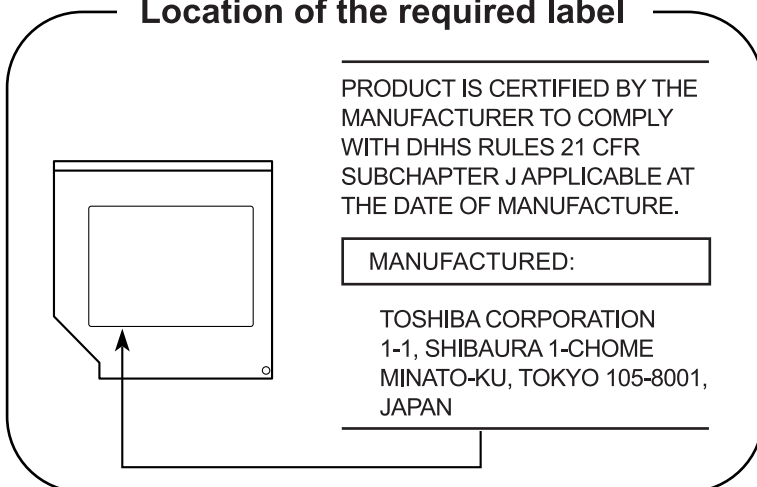 Location of the required label
PRODUCT IS CERTIFIED BY THE
MANUFACTURER TO COMPLY
WITH DHHS RULES 21 CFR
SUBCHAPTER J APPLICABLE AT
THE DATE OF MANUFACTURE.
MANUFACTURED:
TOSHIBA CORPORATION
1-1, SHIBAURA 1-CHOME
MINATO-KU, TOKYO 105-8001,
JAPAN